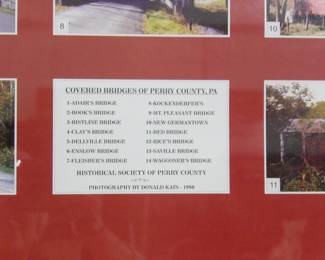 8
10
COVERED BRIDGES OF PERRY COUNTY, PA
1-ADAIR'S BRIDGE 8-KOCKENDERFER'S
2-BOOK'S BRIDGE 9-MT. PLEASANT BRIDGE
3-BISTLINE BRIDGE 10-NEW GERMANTOWN
4-CLAY'S BRIDGE 11-RED BRIDGE
5-DELLVILLE BRIDGE 12-RICE'S BRIDGE
6-ENSLOW BRIDGE 13-SAVILLE BRIDGE
7-FLEISHER'S BRIDGE 14-WAGGONER'S BRIDGE
HISTORICAL SOCIETY OF PERRY COUNTY
PHOTOGRAPHY BY DONALD KAIN - 1980
11